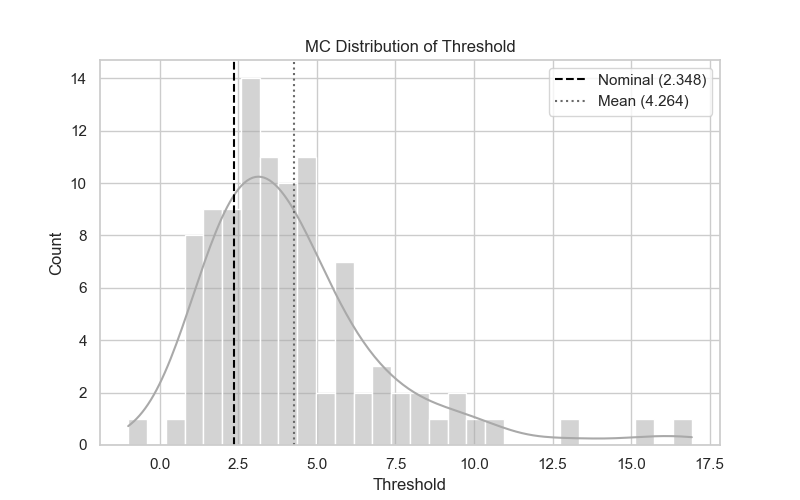 MC Distribution of Threshold
Nominal (2.348)
Mean (4.264)
Count
14
12
10
8
6
4
2
0
0.0 2.5 5.0 7.5 10.0 12.5 15.0 17.5
Threshold